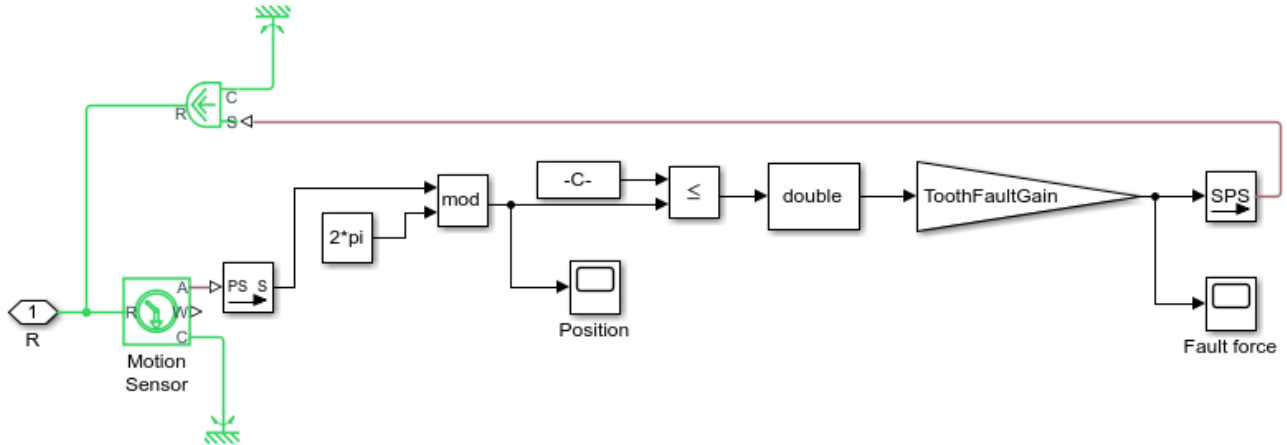 C
R
S
-C-
mod
≤
double
ToothFaultGain
SPS
2*pi
A
PS S
1
R
W
R
C
Position
Fault force
Motion
Sensor